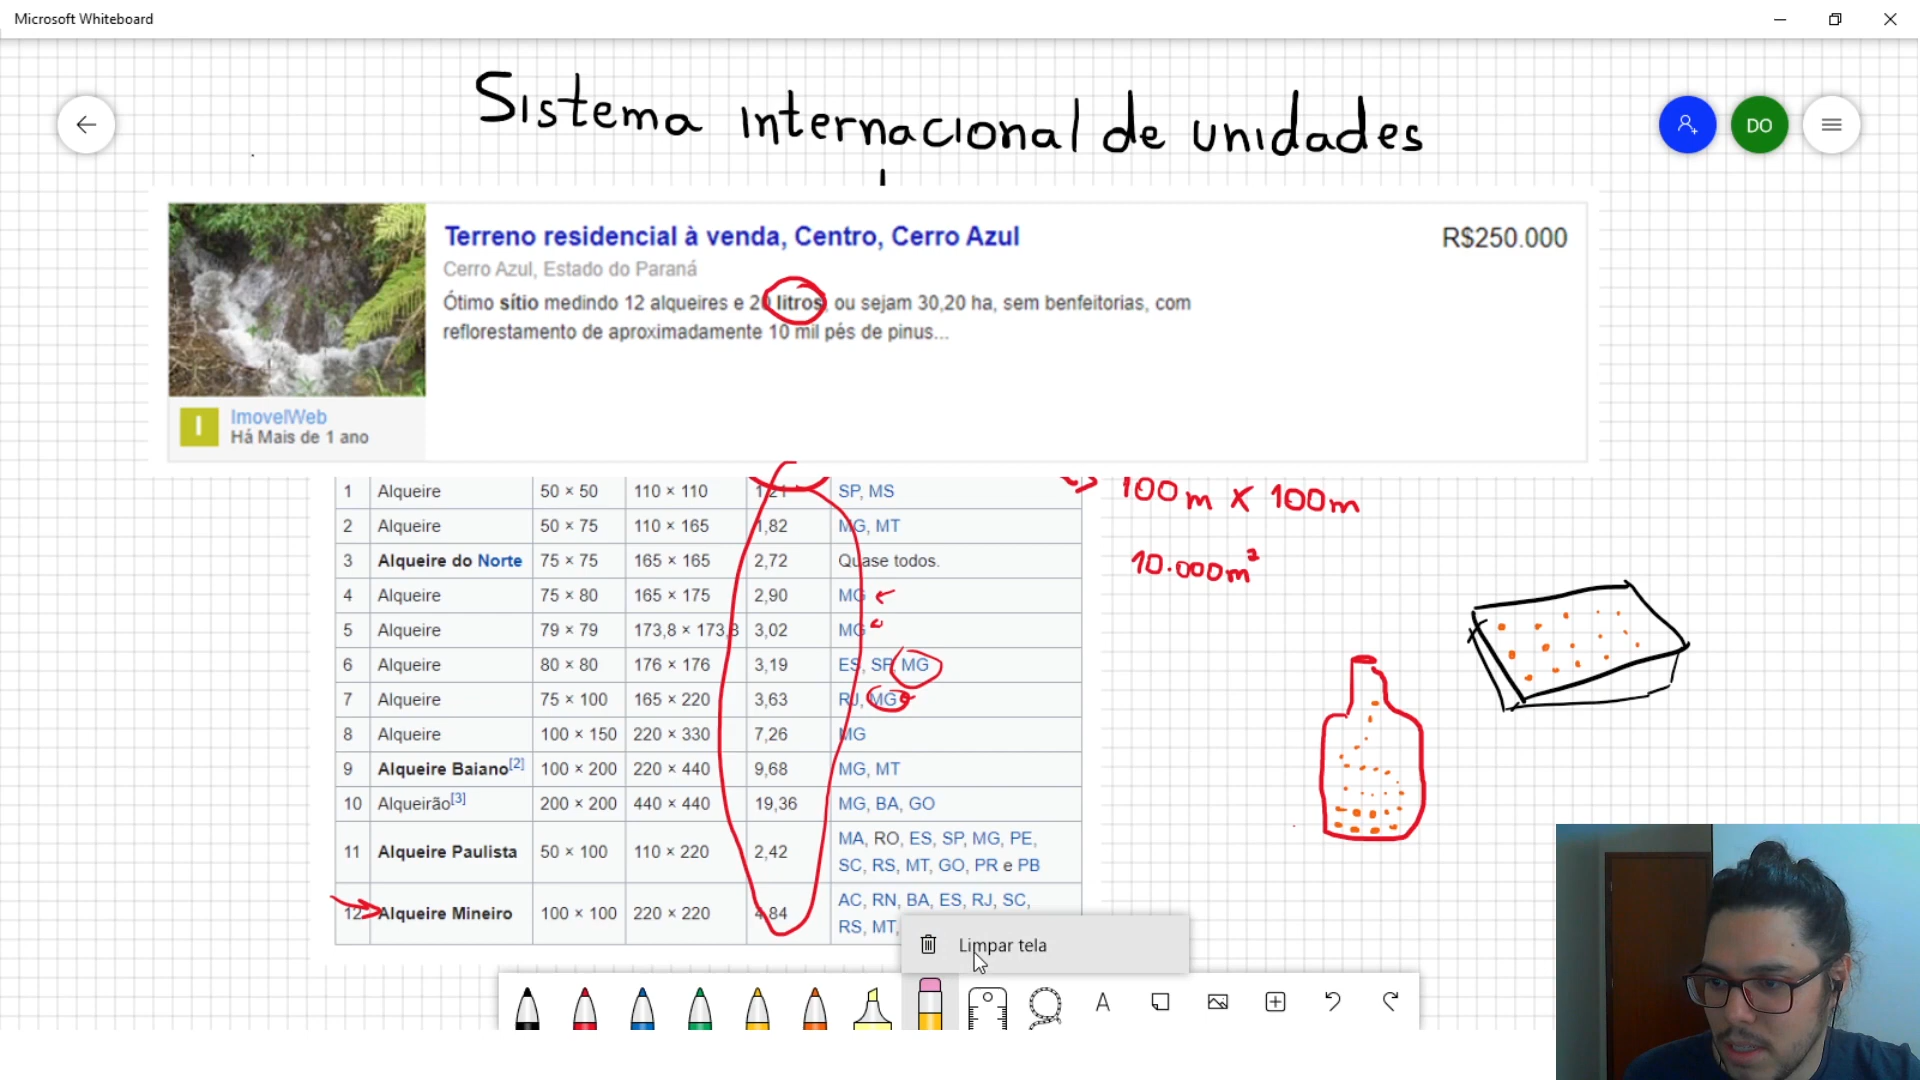 Microsoft Whiteboard
Sistema internacional de unidades
DO
Terreno residencial à venda, Centro, Cerro Azul
R$250.000
Cerro Azul, Estado do Paraná
Ótimo sítio medindo 12 alqueires e 20 litros, ou sejam 30,20 ha, sem benfeitorias, com
reflorestamento de aproximadamente 10 mil pés de pinus...
I
ImovelWeb
Há Mais de 1 ano
1 Alqueire 50 × 50 110 × 110 1,21 SP, MS
2 Alqueire 50 × 75 110 × 165 1,82 MG, MT
3 Alqueire do Norte 75 × 75 165 × 165 2,72 Quase todos.
4 Alqueire 75 × 80 165 × 175 2,90 MG
5 Alqueire 79 × 79 173,8 × 173,8 3,02 MG
6 Alqueire 80 × 80 176 × 176 3,19 ES, SP, MG
7 Alqueire 75 × 100 165 × 220 3,63 RJ, MG
8 Alqueire 100 × 150 220 × 330 7,26 MG
9 Alqueire Baiano[2] 100 × 200 220 × 440 9,68 MG, MT
10 Alqueirão[3] 200 × 200 440 × 440 19,36 MG, BA, GO
11 Alqueire Paulista 50 × 100 110 × 220 2,42 MA, RO, ES, SP, MG, PE,
SC, RS, MT, GO, PR e PB
12 Alqueire Mineiro 100 × 100 220 × 220 4,84 AC, RN, BA, ES, RJ, SC,
RS, MT,
100m X 100m
10.000m²
Limpar tela
A